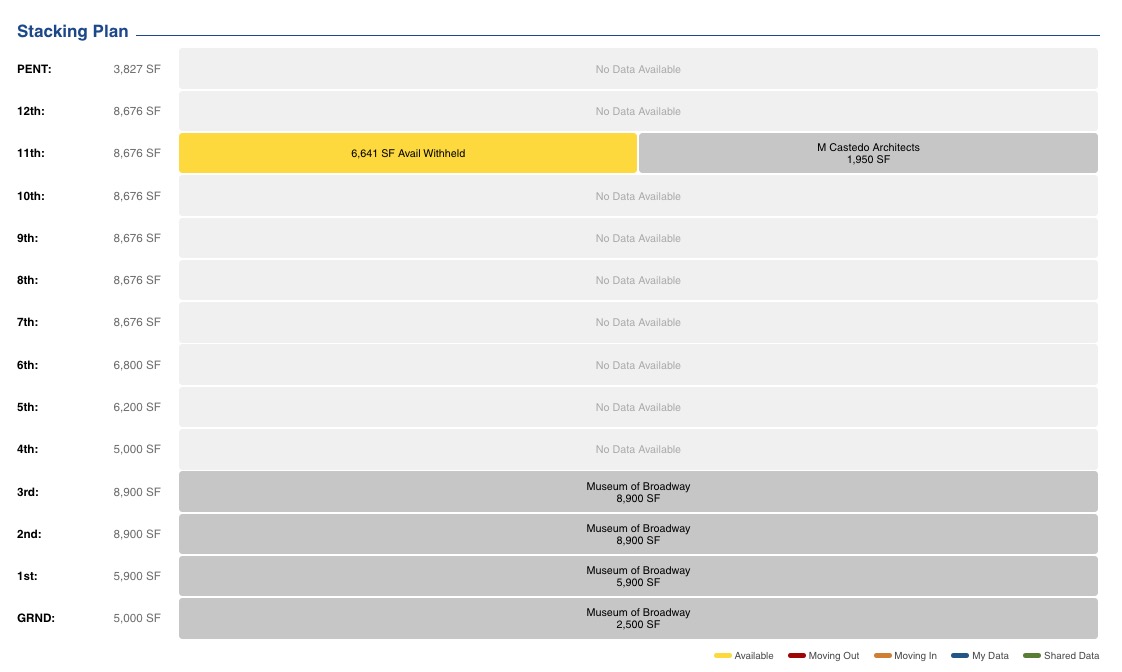 Stacking Plan
PENT: 3,827 SF No Data Available
12th: 8,676 SF No Data Available
11th: 8,676 SF 6,641 SF Avail Withheld M Castedo Architects
1,950 SF
10th: 8,676 SF No Data Available
9th: 8,676 SF No Data Available
8th: 8,676 SF No Data Available
7th: 8,676 SF No Data Available
6th: 6,800 SF No Data Available
5th: 6,200 SF No Data Available
4th: 5,000 SF No Data Available
3rd: 8,900 SF Museum of Broadway
8,900 SF
2nd: 8,900 SF Museum of Broadway
8,900 SF
1st: 5,900 SF Museum of Broadway
5,900 SF
GRND: 5,000 SF Museum of Broadway
2,500 SF
Available Moving Out Moving In My Data Shared Data